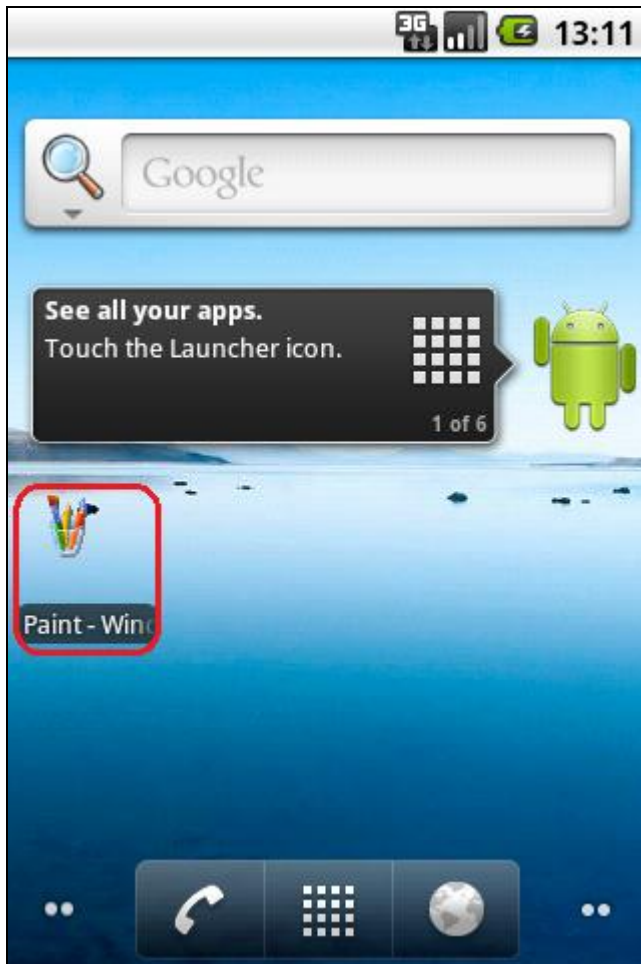 3G
13:11
Google
See all your apps.
Touch the Launcher icon.
1 of 6
Paint - Winc